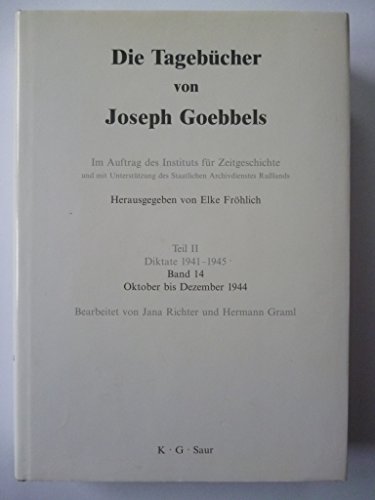 Die Tagebücher
von
Joseph Goebbels
Im Auftrag des Instituts für Zeitgeschichte
und mit Unterstützung des Staatlichen Archivdienstes Rußlands
Herausgegeben von Elke Fröhlich
Teil II
Diktate 1941-1945
Band 14
Oktober bis Dezember 1944
Bearbeitet von Jana Richter und Hermann Graml
K · G · Saur